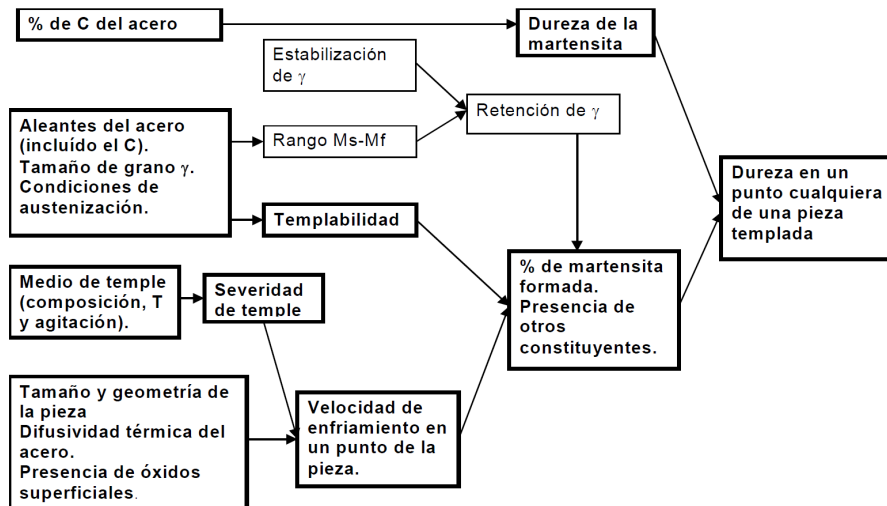 % de C del acero
Dureza de la
martensita
Estabilización
de γ
Retención de γ
Aleantes del acero
(incluído el C).
Tamaño de grano γ.
Condiciones de
austenización.
Rango Ms-Mf
Templabilidad
Dureza en un
punto cualquiera
de una pieza
templada
Medio de temple
(composición, T
y agitación).
Severidad
de temple
% de martensita
formada.
Presencia de
otros
constituyentes.
Tamaño y geometría de
la pieza
Difusividad térmica del
acero.
Presencia de óxidos
superficiales.
Velocidad de
enfriamiento en
un punto de la
pieza.